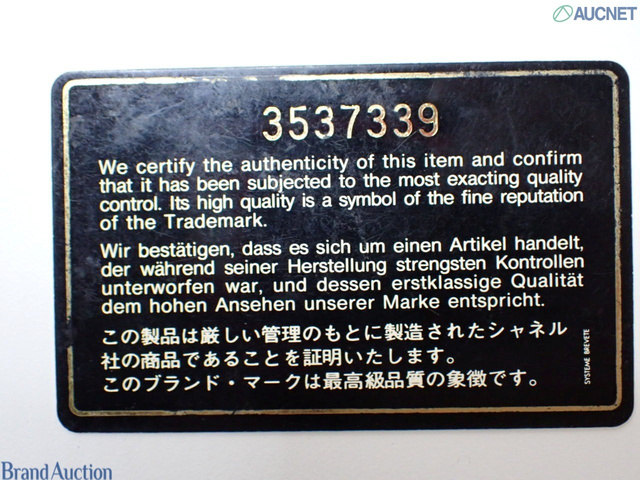 AUCNET
3537339
We certify the authenticity of this item and confirm
that it has been subjected to the most exacting quality
control. Its high quality is a symbol of the fine reputation
of the Trademark.
Wir bestätigen, dass es sich um einen Artikel handelt,
der während seiner Herstellung strengsten Kontrollen
unterworfen war, und dessen erstklassige Qualität
dem hohen Ansehen unserer Marke entspricht.
この製品は厳しい管理のもとに製造されたシャネル
社の商品であることを証明いたします。
このブランド・マークは最高級品質の象徴です。
SYSTEME BREVETE
Brand Auction